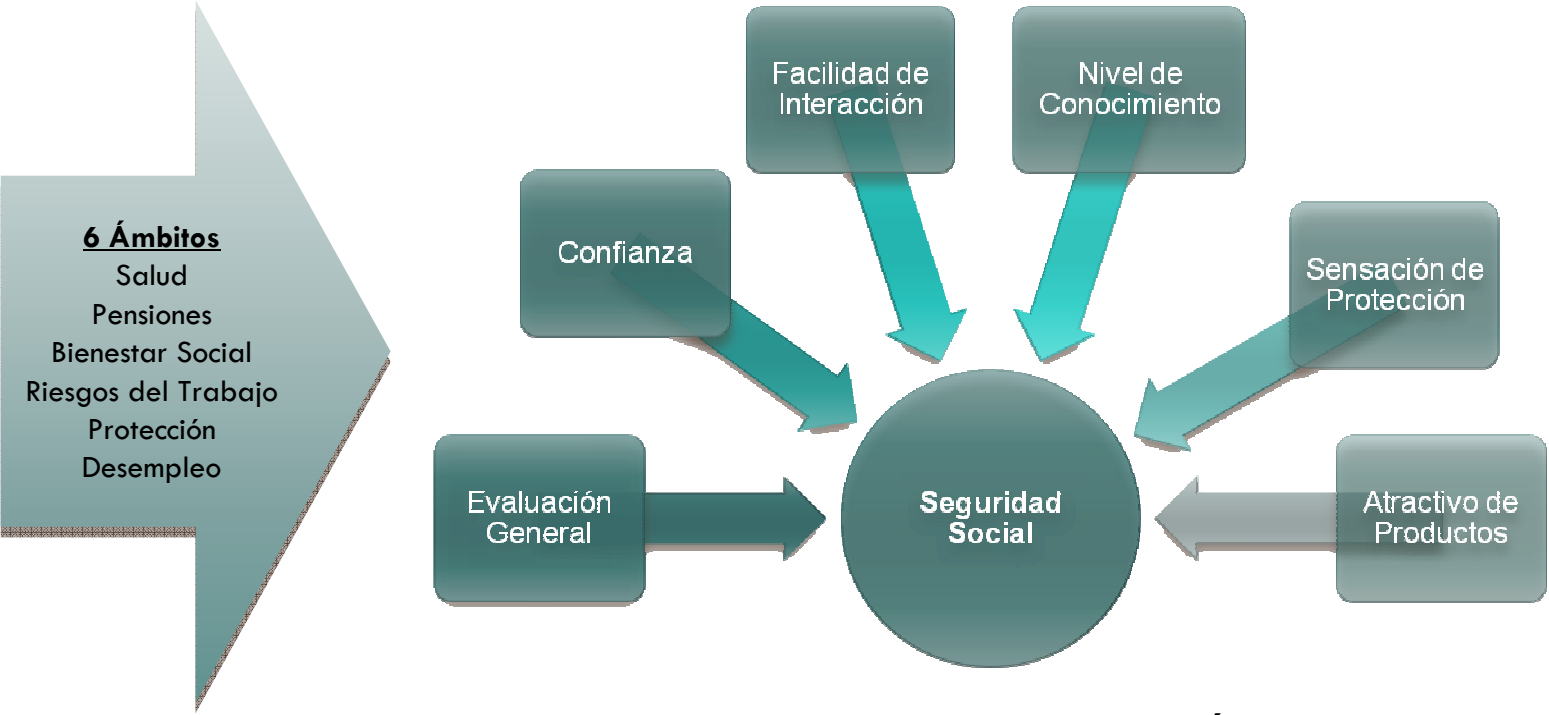 6 Ámbitos
Salud
Pensiones
Bienestar Social
Riesgos del Trabajo
Protección
Desempleo
Evaluación
General
Confianza
Facilidad de
Interacción
Nivel de
Conocimiento
Sensación de
Protección
Atractivo de
Productos
Seguridad
Social